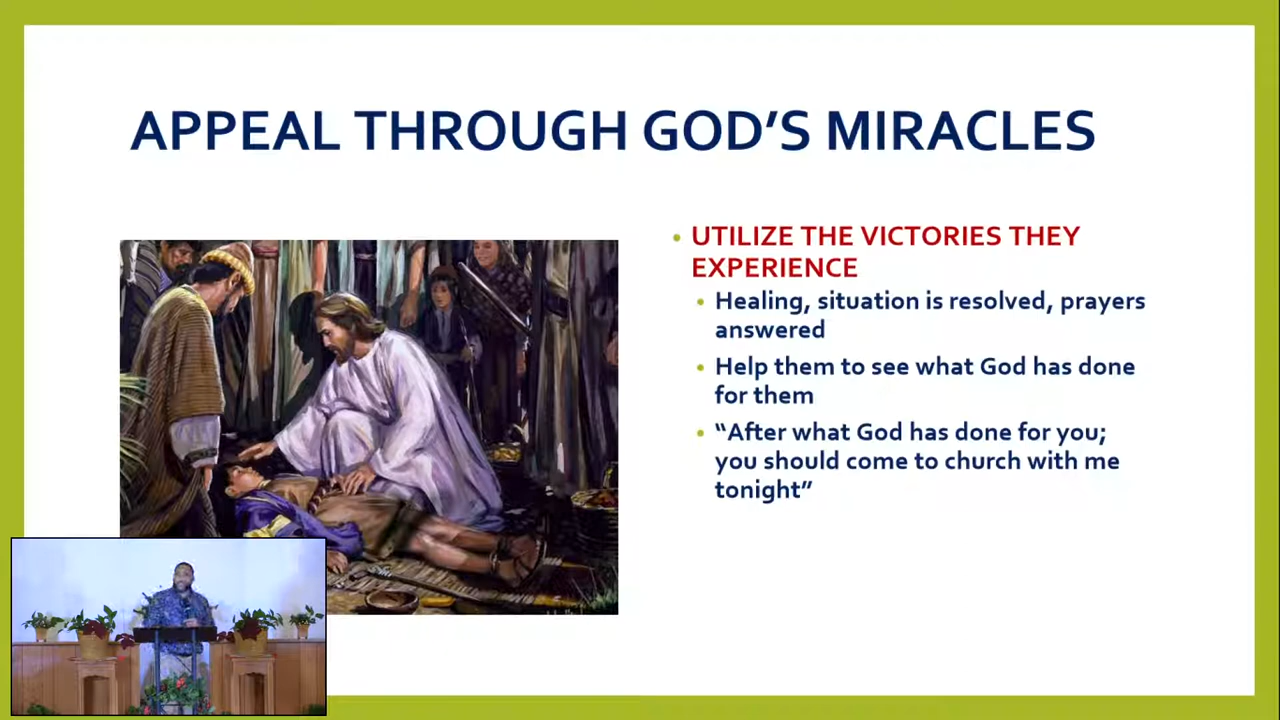 APPEAL THROUGH GOD’S MIRACLES
• UTILIZE THE VICTORIES THEY
EXPERIENCE
• Healing, situation is resolved, prayers
answered
• Help them to see what God has done
for them
• “After what God has done for you;
you should come to church with me
tonight”